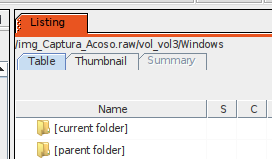 Listing
/img_Captura_Acoso.raw/vol_vol3/Windows
Table Thumbnail Summary
Name S C
[current folder]
[parent folder]